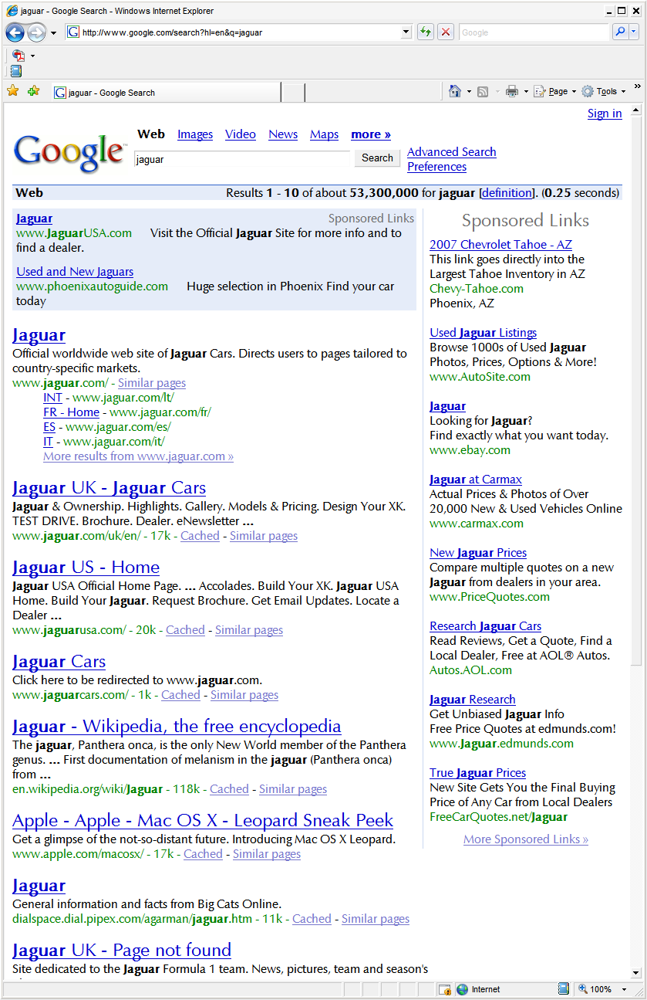 jaguar - Google Search - Windows Internet Explorer
http://www.google.com/search?hl=en&q=jaguar
Google
jaguar - Google Search
Page
Tools
»
Sign in
Google™
Web Images Video News Maps more »
jaguar
Search
Advanced Search
Preferences
Web
Results 1 - 10 of about 53,300,000 for jaguar [definition]. (0.25 seconds)
Jaguar
Sponsored Links
www.JaguarUSA.com Visit the Official Jaguar Site for more info and to
find a dealer.
Used and New Jaguars
www.phoenixautoguide.com Huge selection in Phoenix Find your car
today
Jaguar
Official worldwide web site of Jaguar Cars. Directs users to pages tailored to
country-specific markets.
www.jaguar.com/ - Similar pages
INT - www.jaguar.com/lt/
FR - Home - www.jaguar.com/fr/
ES - www.jaguar.com/es/
IT - www.jaguar.com/it/
More results from www.jaguar.com »
Jaguar UK - Jaguar Cars
Jaguar & Ownership. Highlights. Gallery. Models & Pricing. Design Your XK.
TEST DRIVE. Brochure. Dealer. eNewsletter ...
www.jaguar.com/uk/en/ - 17k - Cached - Similar pages
Jaguar US - Home
Jaguar USA Official Home Page. ... Accolades. Build Your XK. Jaguar USA
Home. Build Your Jaguar. Request Brochure. Get Email Updates. Locate a
Dealer ...
www.jaguarusa.com/ - 20k - Cached - Similar pages
Jaguar Cars
Click here to be redirected to www.jaguar.com.
www.jaguarcars.com/ - 1k - Cached - Similar pages
Jaguar - Wikipedia, the free encyclopedia
The jaguar, Panthera onca, is the only New World member of the Panthera
genus. ... First documentation of melanism in the jaguar (Panthera onca)
from ...
en.wikipedia.org/wiki/Jaguar - 118k - Cached - Similar pages
Apple - Apple - Mac OS X - Leopard Sneak Peek
Get a glimpse of the not-so-distant future. Introducing Mac OS X Leopard.
www.apple.com/macosx/ - 17k - Cached - Similar pages
Jaguar
General information and facts from Big Cats Online.
dialspace.dial.pipex.com/agarman/jaguar.htm - 11k - Cached - Similar pages
Jaguar UK - Page not found
Site dedicated to the Jaguar Formula 1 team. News, pictures, team and season's
Sponsored Links
2007 Chevrolet Tahoe - AZ
This link goes directly into the
Largest Tahoe Inventory in AZ
Chevy-Tahoe.com
Phoenix, AZ
Used Jaguar Listings
Browse 1000s of Used Jaguar
Photos, Prices, Options & More!
www.AutoSite.com
Jaguar
Looking for Jaguar?
Find exactly what you want today.
www.ebay.com
Jaguar at Carmax
Actual Prices & Photos of Over
20,000 New & Used Vehicles Online
www.carmax.com
New Jaguar Prices
Compare multiple quotes on a new
Jaguar from dealers in your area.
www.PriceQuotes.com
Research Jaguar Cars
Read Reviews, Get a Quote, Find a
Local Dealer, Free at AOL® Autos.
Autos.AOL.com
Jaguar Research
Get Unbiased Jaguar Info
Free Price Quotes at edmunds.com!
www.Jaguar.edmunds.com
True Jaguar Prices
New Site Gets You the Final Buying
Price of Any Car from Local Dealers
FreeCarQuotes.net/Jaguar
More Sponsored Links »
Internet
100%